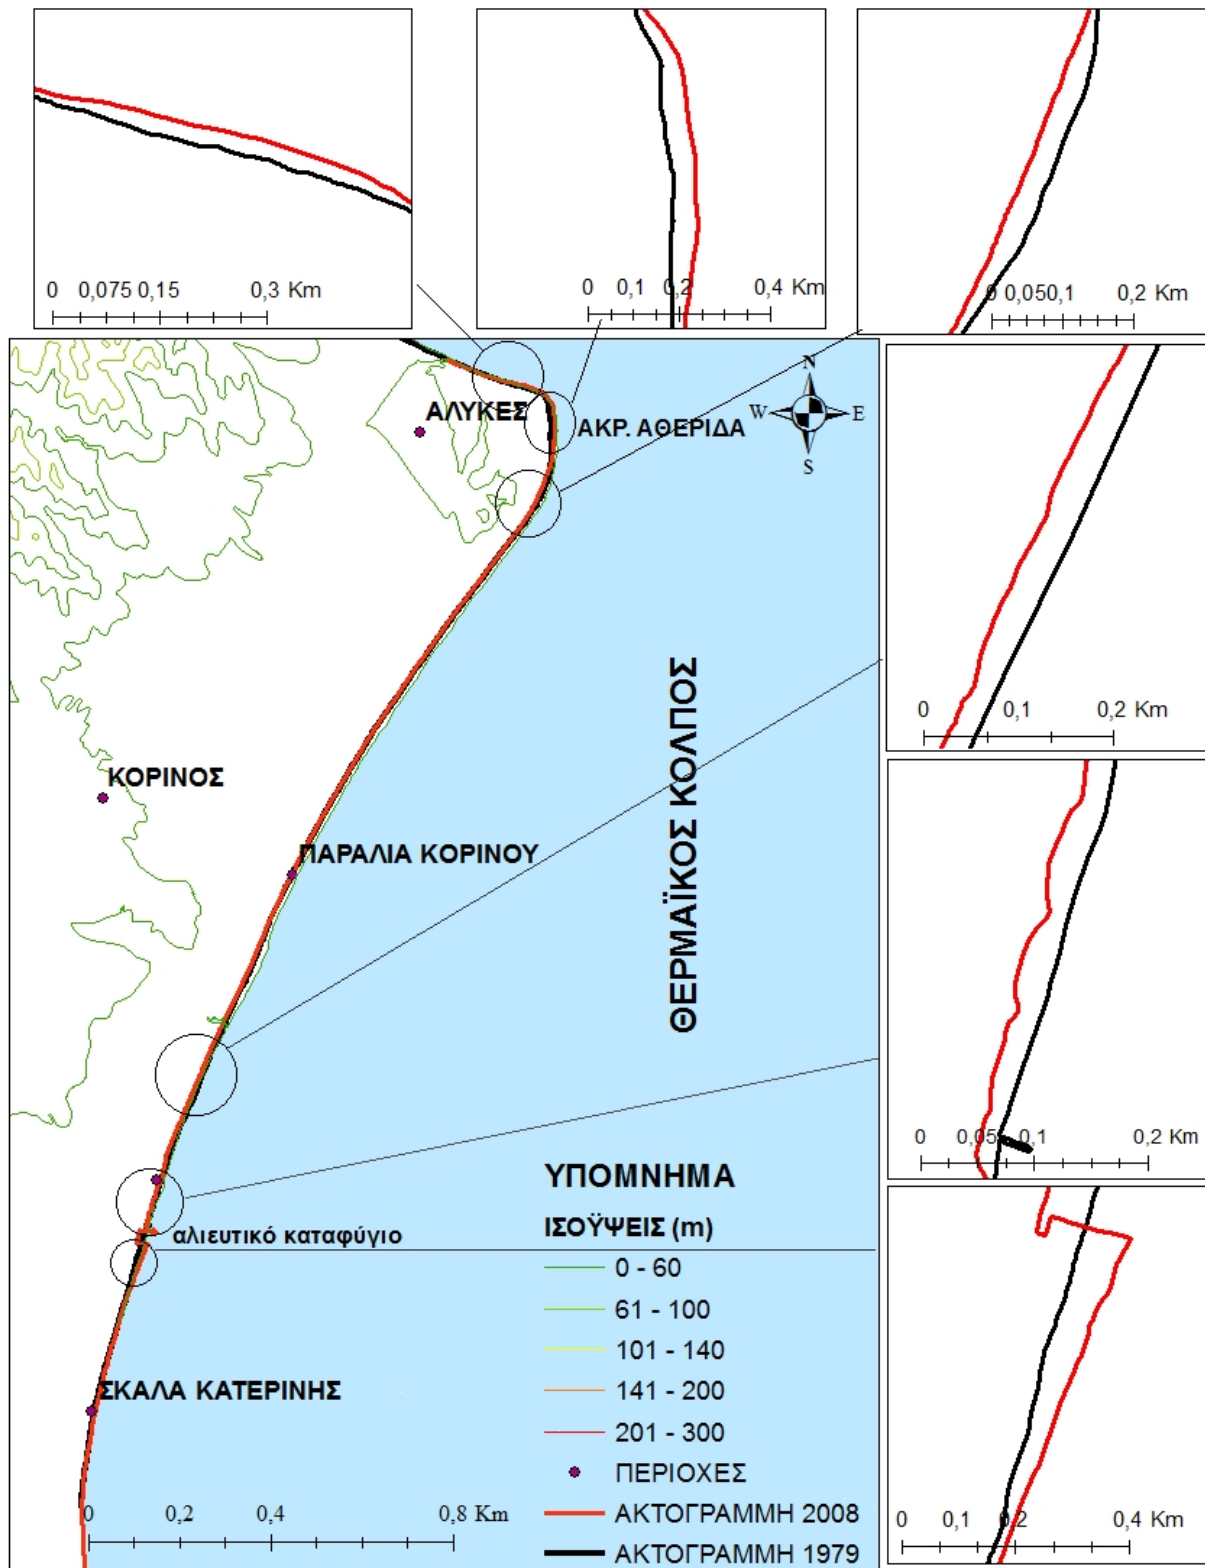 0 0,075 0,15 0,3 Km
0 0,1 0,2 0,4 Km
0 0,05 0,1 0,2 Km
N
W E
S
ΑΛΥΚΕΣ
ΑΚΡ. ΑΘΕΡΙΔΑ
0 0,1 0,2 Km
ΘΕΡΜΑΪΚΟΣ ΚΟΛΠΟΣ
ΚΟΡΙΝΟΣ
ΠΑΡΑΛΙΑ ΚΟΡΙΝΟΥ
0 0,05 0,1 0,2 Km
αλιευτικό καταφύγιο
ΣΚΑΛΑ ΚΑΤΕΡΙΝΗΣ
ΥΠΟΜΝΗΜΑ
ΙΣΟΫΨΕΙΣ (m)
0 - 60
61 - 100
101 - 140
141 - 200
201 - 300
ΠΕΡΙΟΧΕΣ
ΑΚΤΟΓΡΑΜΜΗ 2008
ΑΚΤΟΓΡΑΜΜΗ 1979
0 0,2 0,4 0,8 Km
0 0,1 0,2 0,4 Km